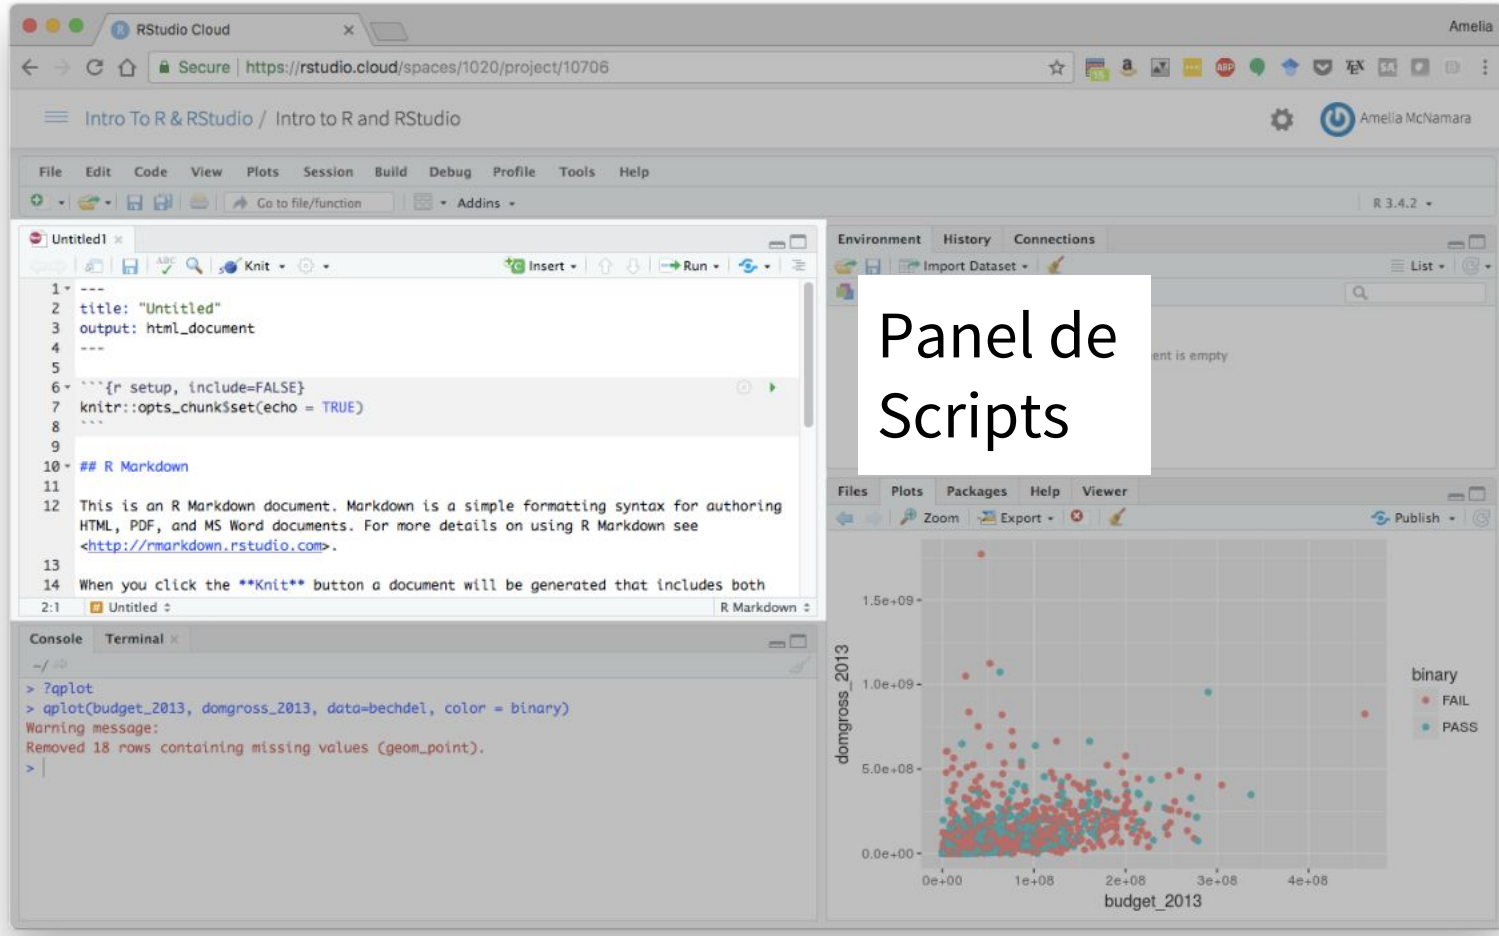 RStudio Cloud
Amelia
Secure | https://rstudio.cloud/spaces/1020/project/10706
Intro To R & RStudio / Intro to R and RStudio
Amelia McNamara
File Edit Code View Plots Session Build Debug Profile Tools Help
Go to file/function Addins
R 3.4.2
Untitled1
ABC Knit Insert Run
1 ---
2 title: "Untitled"
3 output: html_document
4 ---
5
6 ```{r setup, include=FALSE}
7 knitr::opts_chunk$set(echo = TRUE)
8 ```
9
10 ## R Markdown
11
12 This is an R Markdown document. Markdown is a simple formatting syntax for authoring
HTML, PDF, and MS Word documents. For more details on using R Markdown see
<http://rmarkdown.rstudio.com>.
13
14 When you click the **Knit** button a document will be generated that includes both
2:1 # Untitled R Markdown
Console Terminal
~/
> ?qplot
> qplot(budget_2013, domgross_2013, data=bechdel, color = binary)
Warning message:
Removed 18 rows containing missing values (geom_point).
>
Environment History Connections
Import Dataset List
Panel de
Scripts
is empty
Files Plots Packages Help Viewer
Zoom Export Publish
1.5e+09
1.0e+09
5.0e+08
0.0e+00
domgross_2013
0e+00 1e+08 2e+08 3e+08 4e+08
budget_2013
binary
FAIL
PASS